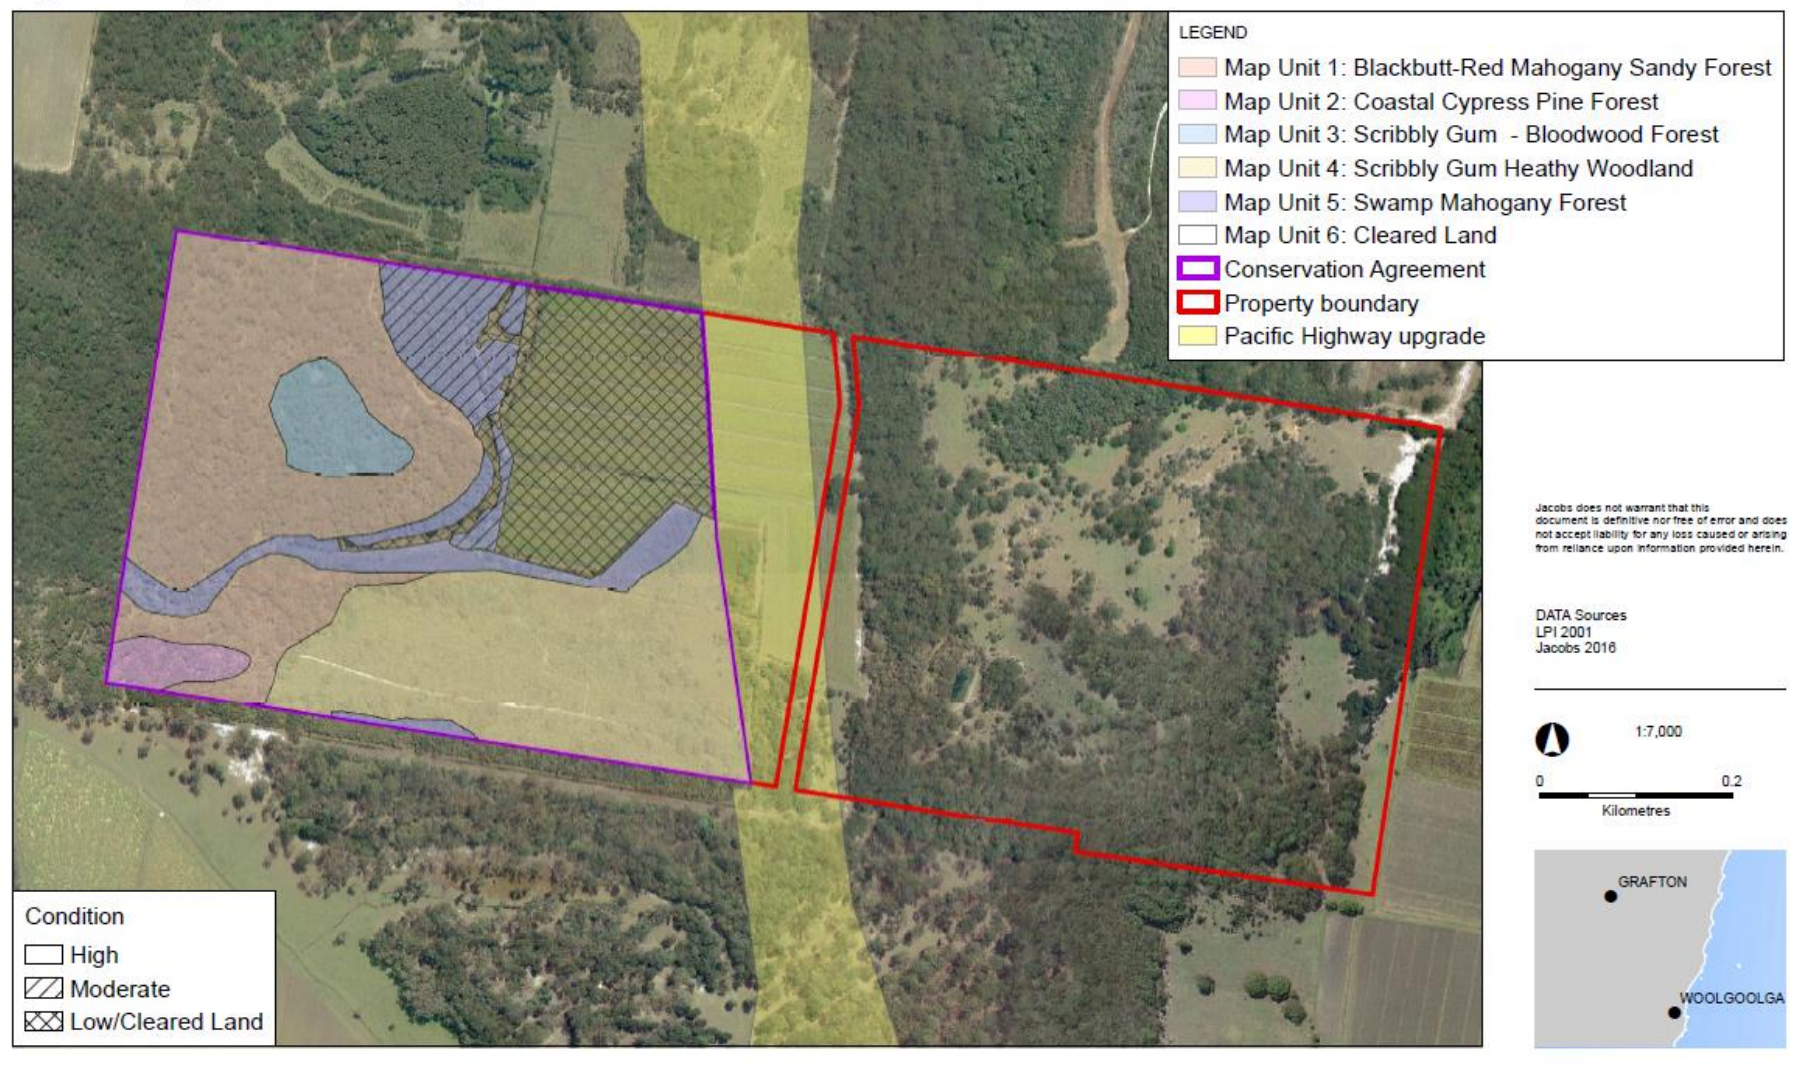 LEGEND
Map Unit 1: Blackbutt-Red Mahogany Sandy Forest
Map Unit 2: Coastal Cypress Pine Forest
Map Unit 3: Scribbly Gum - Bloodwood Forest
Map Unit 4: Scribbly Gum Heathy Woodland
Map Unit 5: Swamp Mahogany Forest
Map Unit 6: Cleared Land
Conservation Agreement
Property boundary
Pacific Highway upgrade
Jacobs does not warrant that this
document is definitive nor free of error and does
not accept liability for any loss caused or arising
from reliance upon information provided herein.
DATA Sources
LPI 2001
Jacobs 2016
1:7,000
0 0.2
Kilometres
GRAFTON
WOOLGOOLGA
Condition
High
Moderate
Low/Cleared Land